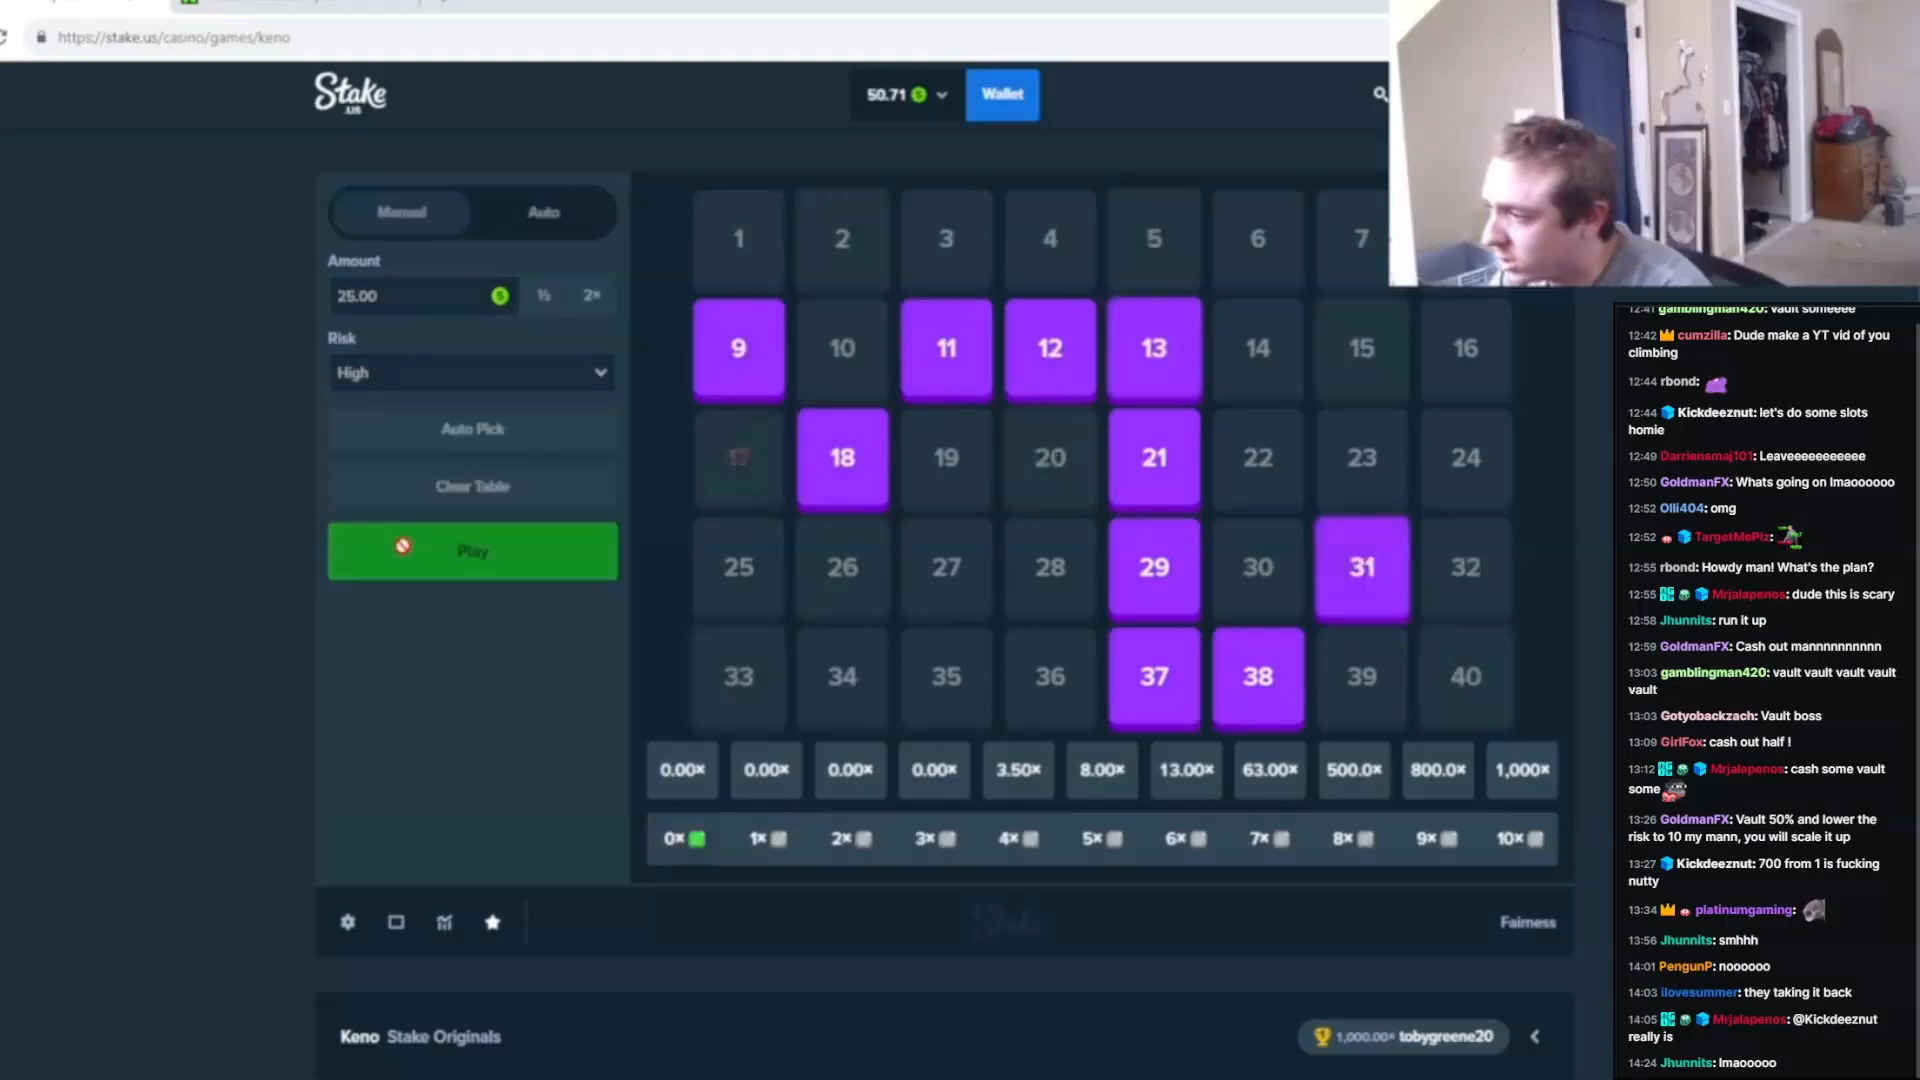 https://stake.us/casino/games/keno
Stake
.US
50.71
Wallet
Manual
Auto
Amount
25.00
½
2×
Risk
High
Auto Pick
Clear Table
Play
1 2 3 4 5 6 7
9 10 11 12 13 14 15 16
17 18 19 20 21 22 23 24
25 26 27 28 29 30 31 32
33 34 35 36 37 38 39 40
0.00× 0.00× 0.00× 0.00× 3.50× 8.00× 13.00× 63.00× 500.0× 800.0× 1,000×
0× 1× 2× 3× 4× 5× 6× 7× 8× 9× 10×
Stake
Fairness
Keno Stake Originals
1,000.00× tobygreene20
12:41 gamblingman420: vault someeee
12:42 cumzilla: Dude make a YT vid of you
climbing
12:44 rbond:
12:44 Kickdeeznut: let's do some slots
homie
12:49 Darriensmaj101: Leaveeeeeeeeeee
12:50 GoldmanFX: Whats going on lmaoooooo
12:52 Olli404: omg
12:52 TargetMePlz:
12:55 rbond: Howdy man! What's the plan?
12:55 Mrjalapenos: dude this is scary
12:58 Jhunnits: run it up
12:59 GoldmanFX: Cash out mannnnnnnnn
13:03 gamblingman420: vault vault vault vault
vault
13:03 Gotyobackzach: Vault boss
13:09 GirlFox: cash out half !
13:12 Mrjalapenos: cash some vault
some
13:26 GoldmanFX: Vault 50% and lower the
risk to 10 my mann, you will scale it up
13:27 Kickdeeznut: 700 from 1 is fucking
nutty
13:34 platinumgaming:
13:56 Jhunnits: smhhh
14:01 PengunP: noooooo
14:03 ilovesummer: they taking it back
14:05 Mrjalapenos: @Kickdeeznut
really is
14:24 Jhunnits: lmaooooo